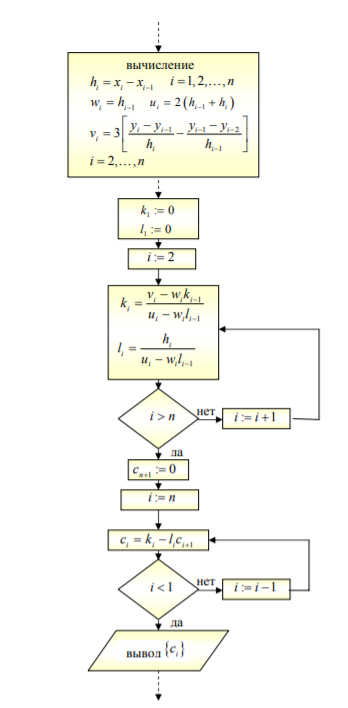 вычисление
hᵢ = xᵢ − xᵢ₋₁ i = 1, 2, …, n
wᵢ = hᵢ₋₁ uᵢ = 2(hᵢ₋₁ + hᵢ)
vᵢ = 3[(yᵢ − yᵢ₋₁)/hᵢ − (yᵢ₋₁ − yᵢ₋₂)/hᵢ₋₁]
i = 2, …, n
k₁ := 0
l₁ := 0
i := 2
kᵢ = (vᵢ − wᵢkᵢ₋₁)/(uᵢ − wᵢlᵢ₋₁)
lᵢ = hᵢ/(uᵢ − wᵢlᵢ₋₁)
i > n
нет
i := i + 1
да
cₙ₊₁ := 0
i := n
cᵢ = kᵢ − lᵢcᵢ₊₁
i < 1
нет
i := i − 1
да
вывод {cᵢ}